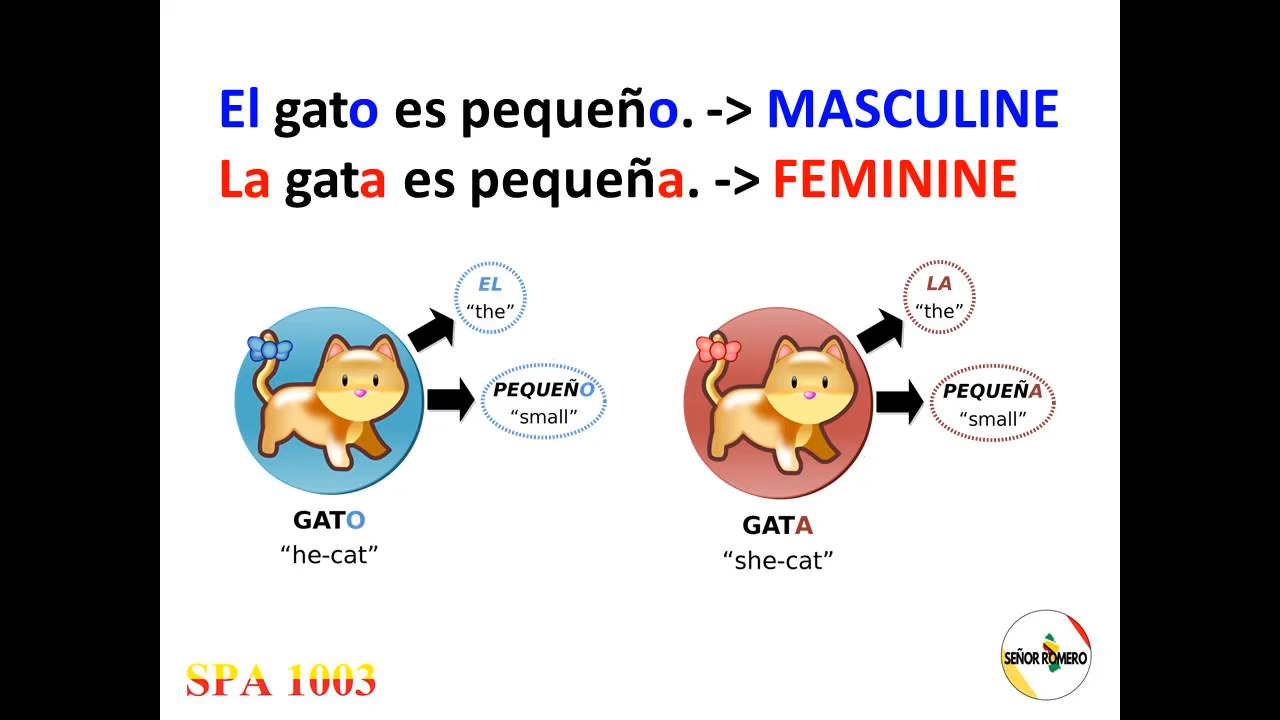 El gato es pequeño. -> MASCULINE
La gata es pequeña. -> FEMININE
EL
“the”
PEQUEÑO
“small”
GATO
“he-cat”
LA
“the”
PEQUEÑA
“small”
GATA
“she-cat”
SPA 1003
SEÑOR ROMERO